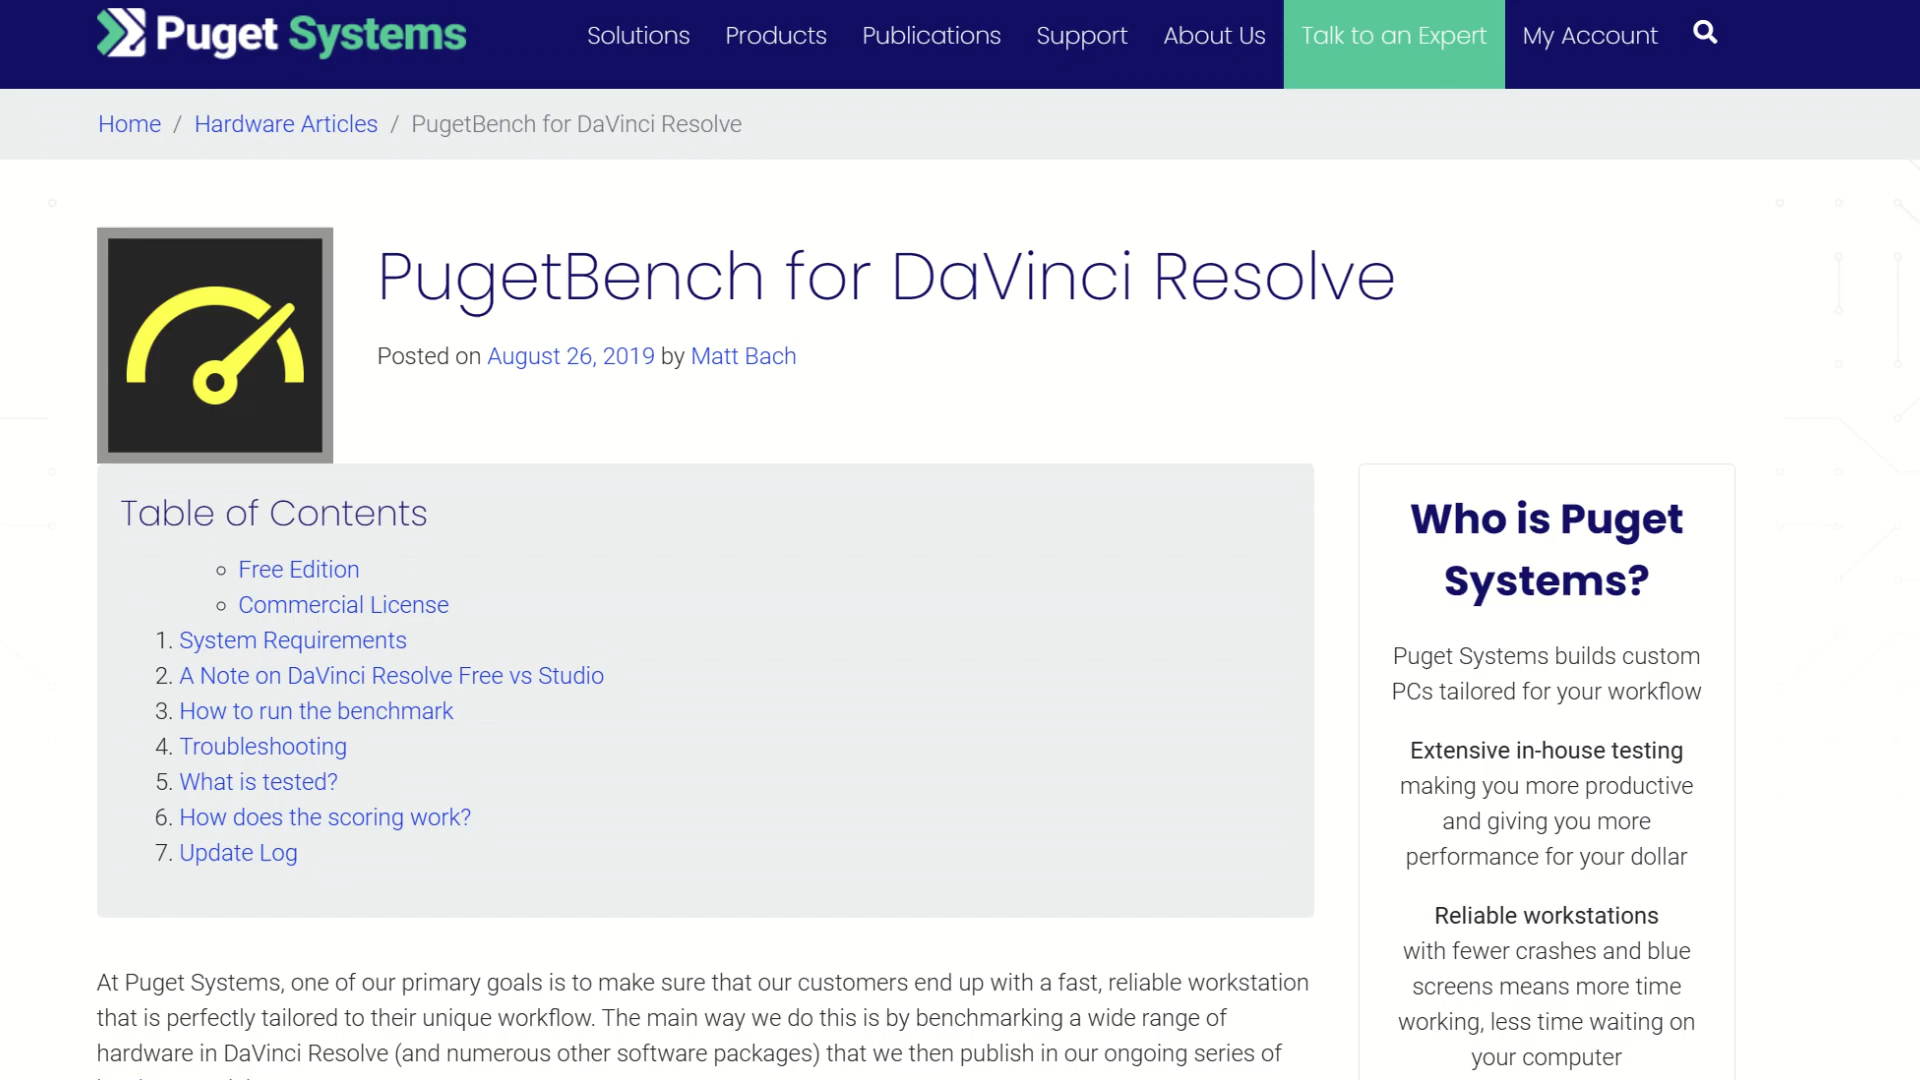 Puget Systems
Solutions
Products
Publications
Support
About Us
Talk to an Expert
My Account
Home / Hardware Articles / PugetBench for DaVinci Resolve
PugetBench for DaVinci Resolve
Posted on August 26, 2019 by Matt Bach
Table of Contents
Free Edition
Commercial License
1. System Requirements
2. A Note on DaVinci Resolve Free vs Studio
3. How to run the benchmark
4. Troubleshooting
5. What is tested?
6. How does the scoring work?
7. Update Log
At Puget Systems, one of our primary goals is to make sure that our customers end up with a fast, reliable workstation
that is perfectly tailored to their unique workflow. The main way we do this is by benchmarking a wide range of
hardware in DaVinci Resolve (and numerous other software packages) that we then publish in our ongoing series of
Who is Puget
Systems?
Puget Systems builds custom
PCs tailored for your workflow
Extensive in-house testing
making you more productive
and giving you more
performance for your dollar
Reliable workstations
with fewer crashes and blue
screens means more time
working, less time waiting on
your computer